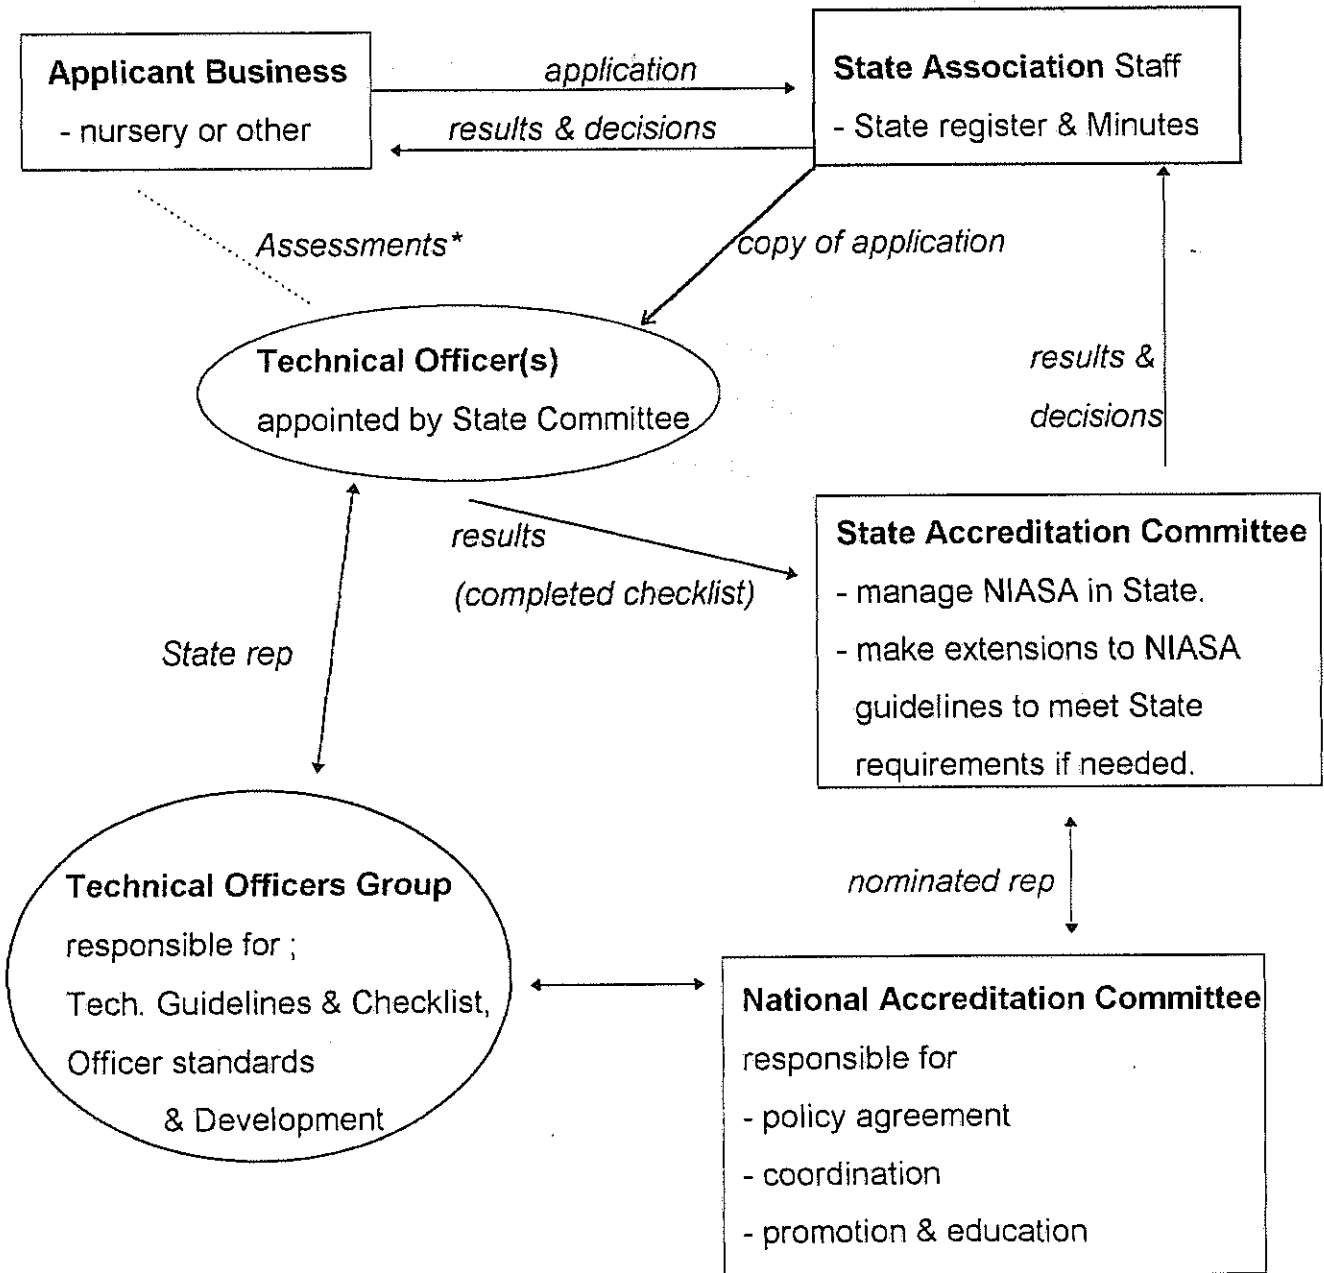 Applicant Business
- nursery or other
application
results & decisions
State Association Staff
- State register & Minutes
Assessments*
copy of application
Technical Officer(s)
appointed by State Committee
results &
decisions
results
(completed checklist)
State Accreditation Committee
- manage NIASA in State.
- make extensions to NIASA
guidelines to meet State
requirements if needed.
State rep
nominated rep
Technical Officers Group
responsible for ;
Tech. Guidelines & Checklist,
Officer standards
& Development
National Accreditation Committee
responsible for
- policy agreement
- coordination
- promotion & education